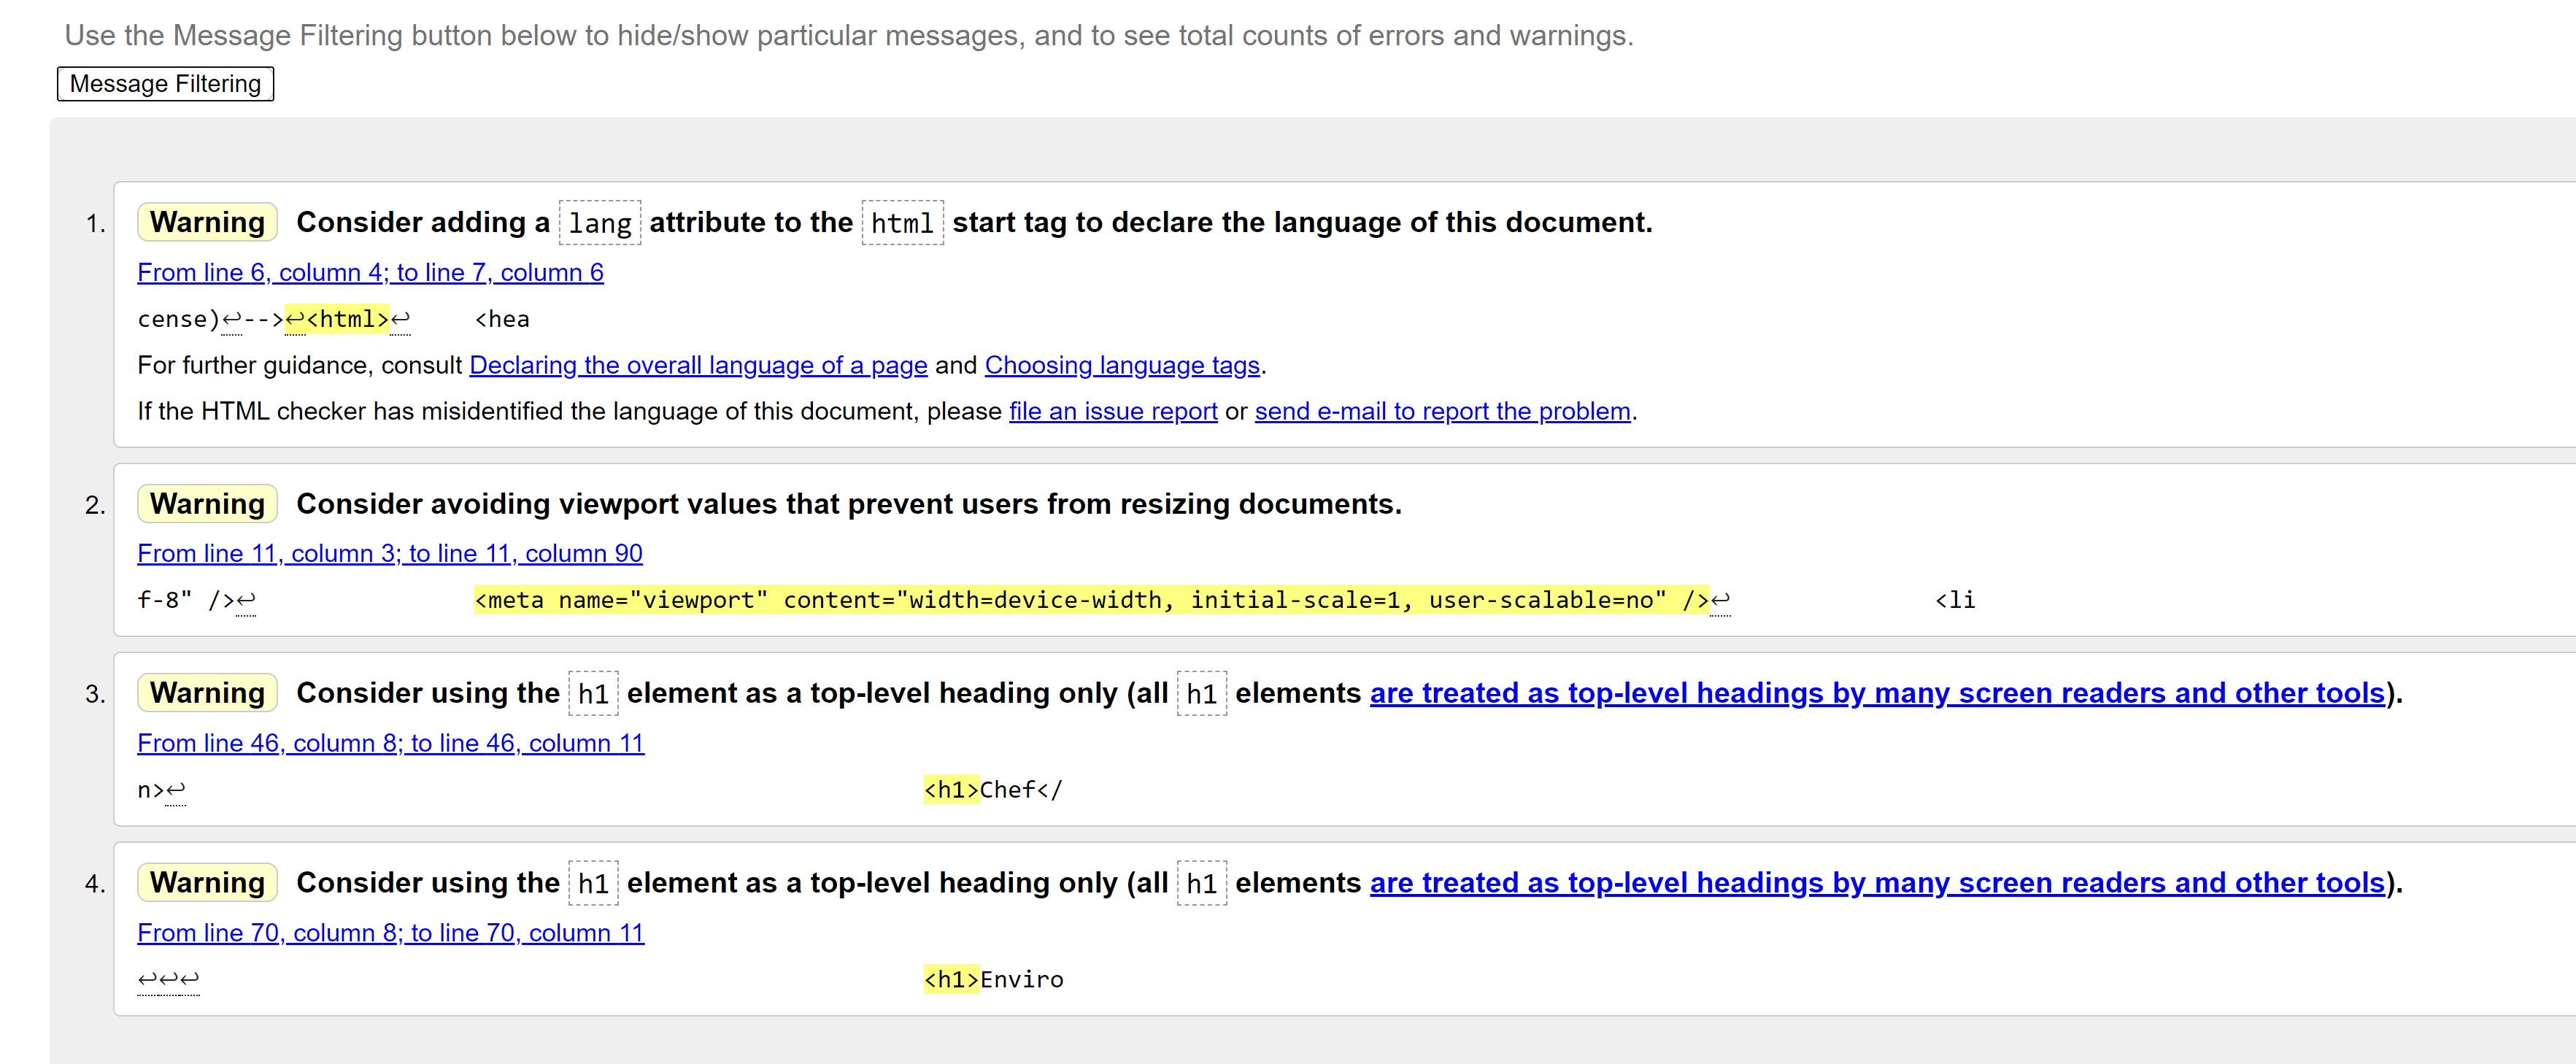 Use the Message Filtering button below to hide/show particular messages, and to see total counts of errors and warnings.
Message Filtering
1. Warning Consider adding a lang attribute to the html start tag to declare the language of this document.
From line 6, column 4; to line 7, column 6
cense)↩-->↩<html>↩    <hea
For further guidance, consult Declaring the overall language of a page and Choosing language tags.
If the HTML checker has misidentified the language of this document, please file an issue report or send e-mail to report the problem.
2. Warning Consider avoiding viewport values that prevent users from resizing documents.
From line 11, column 3; to line 11, column 90
f-8" />↩ <meta name="viewport" content="width=device-width, initial-scale=1, user-scalable=no" />↩ <li
3. Warning Consider using the h1 element as a top-level heading only (all h1 elements are treated as top-level headings by many screen readers and other tools).
From line 46, column 8; to line 46, column 11
n>↩ <h1>Chef</
4. Warning Consider using the h1 element as a top-level heading only (all h1 elements are treated as top-level headings by many screen readers and other tools).
From line 70, column 8; to line 70, column 11
↩↩↩ <h1>Enviro